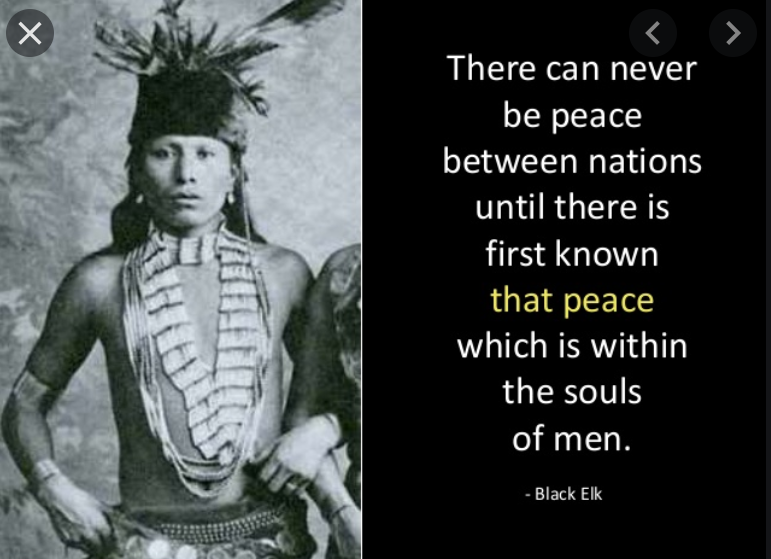 There can never
be peace
between nations
until there is
first known
that peace
which is within
the souls
of men.
- Black Elk